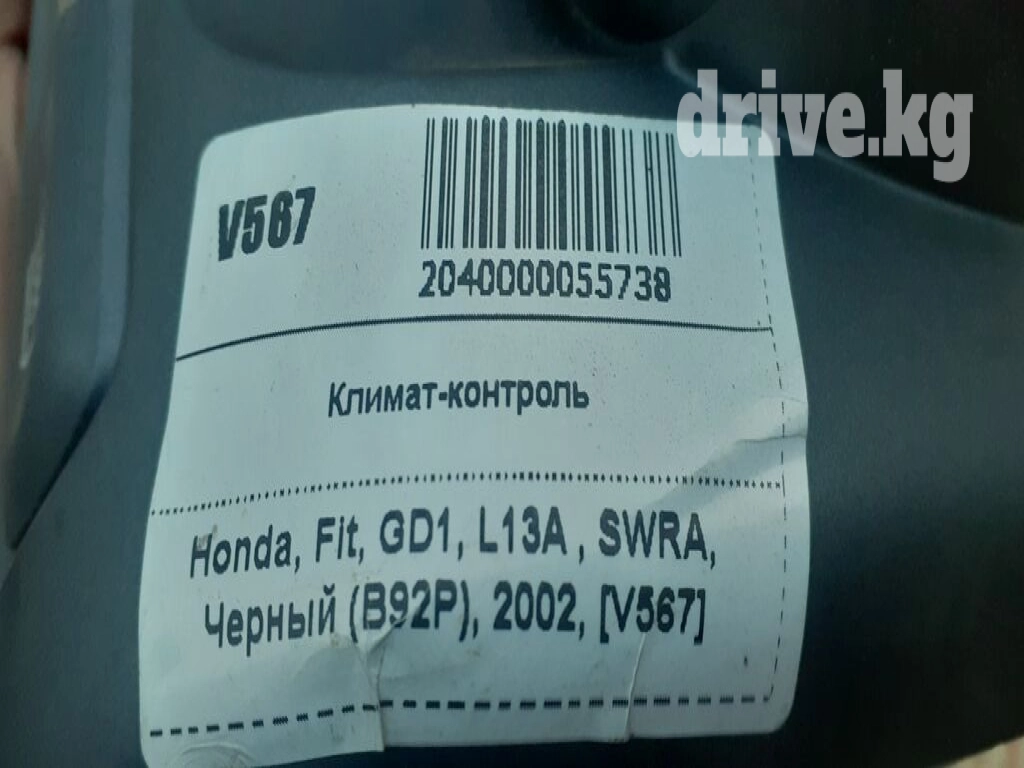 drive.kg
V567
2040000055738
Климат-контроль
Honda, Fit, GD1, L13A , SWRA,
Черный (B92P), 2002, [V567]